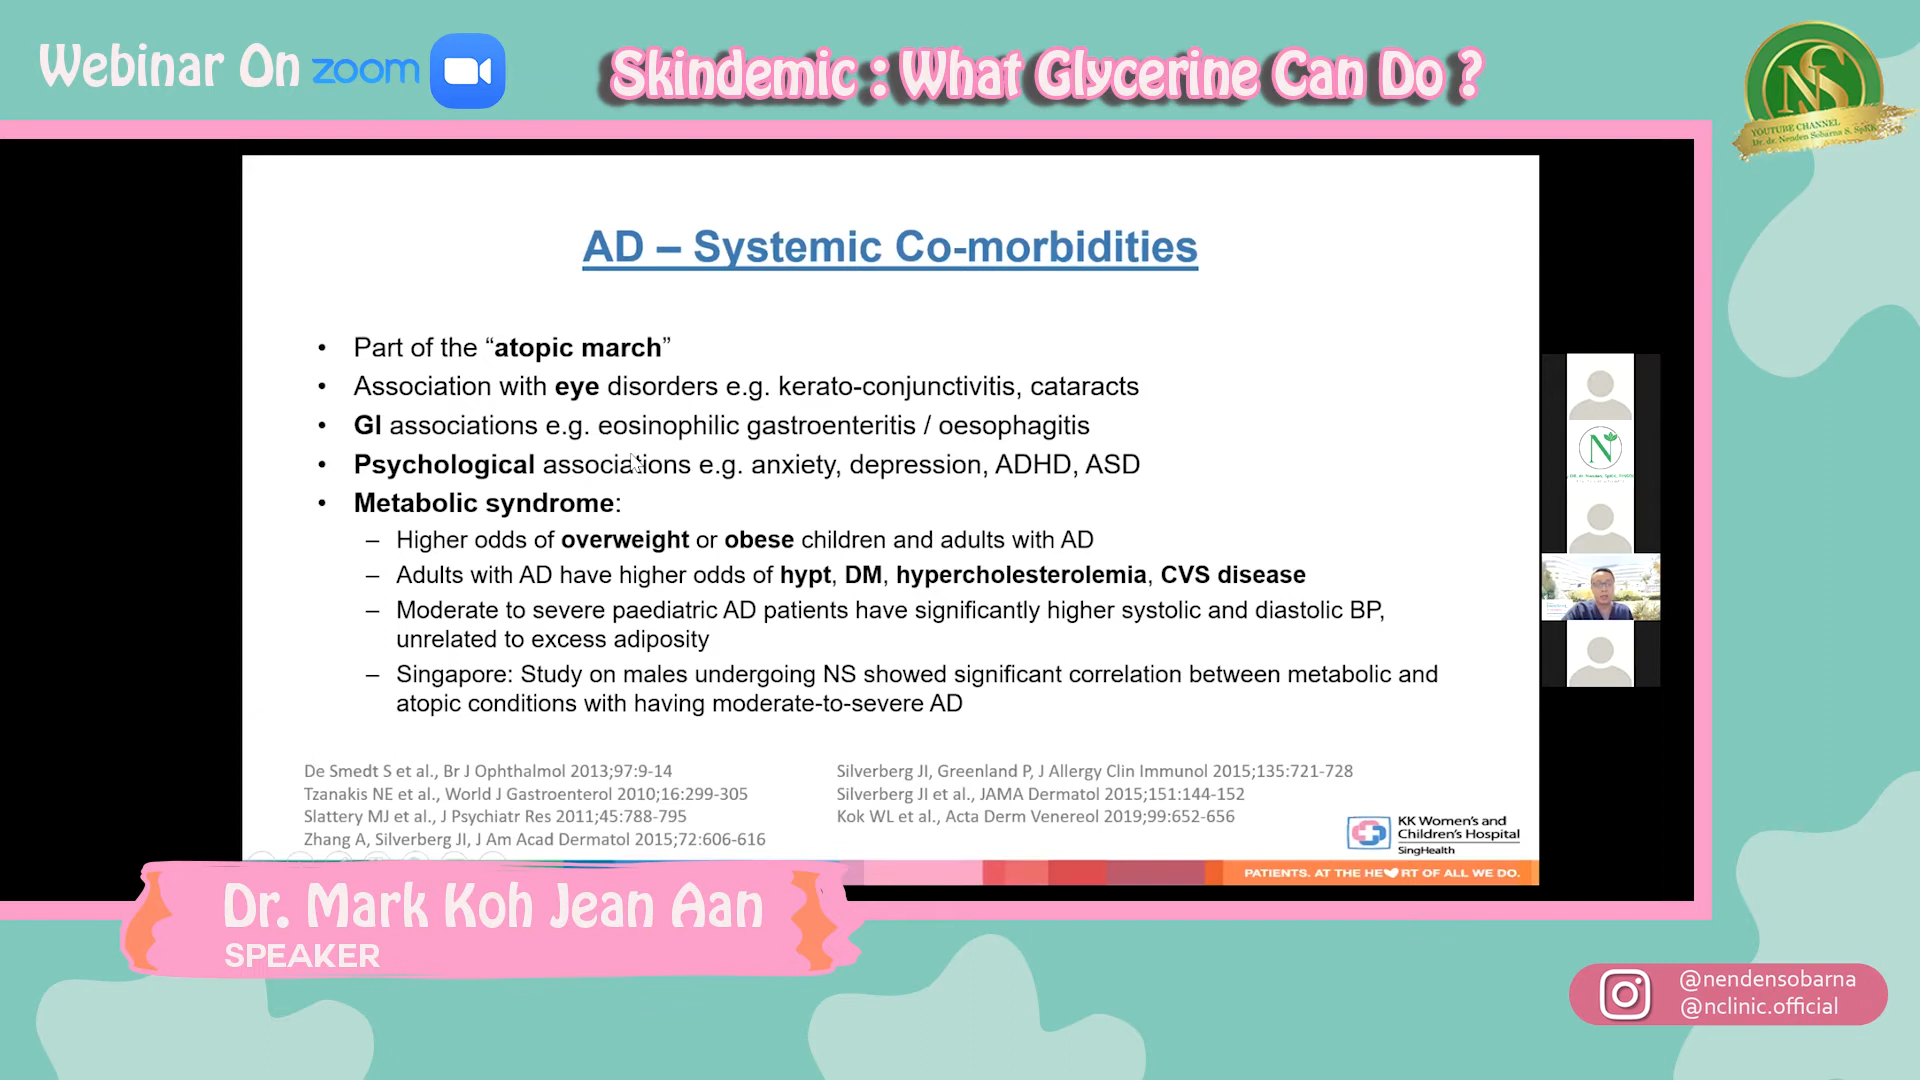 Webinar On zoom
Skindemic : What Glycerine Can Do ?
NS
YOUTUBE CHANNEL
Dr. dr. Nenden Sobarna S, SpKK
AD – Systemic Co-morbidities
• Part of the “atopic march”
• Association with eye disorders e.g. kerato-conjunctivitis, cataracts
• GI associations e.g. eosinophilic gastroenteritis / oesophagitis
• Psychological associations e.g. anxiety, depression, ADHD, ASD
• Metabolic syndrome:
– Higher odds of overweight or obese children and adults with AD
– Adults with AD have higher odds of hypt, DM, hypercholesterolemia, CVS disease
– Moderate to severe paediatric AD patients have significantly higher systolic and diastolic BP,
unrelated to excess adiposity
– Singapore: Study on males undergoing NS showed significant correlation between metabolic and
atopic conditions with having moderate-to-severe AD
De Smedt S et al., Br J Ophthalmol 2013;97:9-14
Tzanakis NE et al., World J Gastroenterol 2010;16:299-305
Slattery MJ et al., J Psychiatr Res 2011;45:788-795
Zhang A, Silverberg JI, J Am Acad Dermatol 2015;72:606-616
Silverberg JI, Greenland P, J Allergy Clin Immunol 2015;135:721-728
Silverberg JI et al., JAMA Dermatol 2015;151:144-152
Kok WL et al., Acta Derm Venereol 2019;99:652-656
KK Women's and
Children's Hospital
SingHealth
PATIENTS. AT THE HE RT OF ALL WE DO.
N
Dr. Mark Koh Jean Aan
SPEAKER
@nendensobarna
@nclinic.official